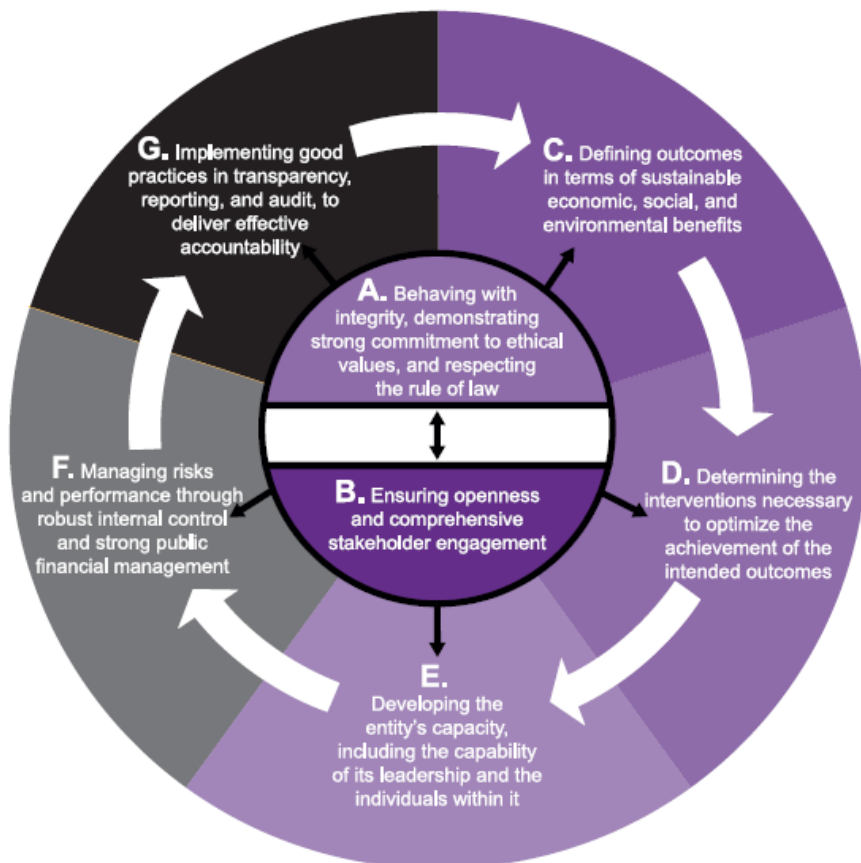 A. Behaving with
integrity, demonstrating
strong commitment to ethical
values, and respecting
the rule of law
B. Ensuring openness
and comprehensive
stakeholder engagement
C. Defining outcomes
in terms of sustainable
economic, social, and
environmental benefits
D. Determining the
interventions necessary
to optimize the
achievement of the
intended outcomes
E.
Developing the
entity's capacity,
including the capability
of its leadership and the
individuals within it
F. Managing risks
and performance through
robust internal control
and strong public
financial management
G. Implementing good
practices in transparency,
reporting, and audit, to
deliver effective
accountability